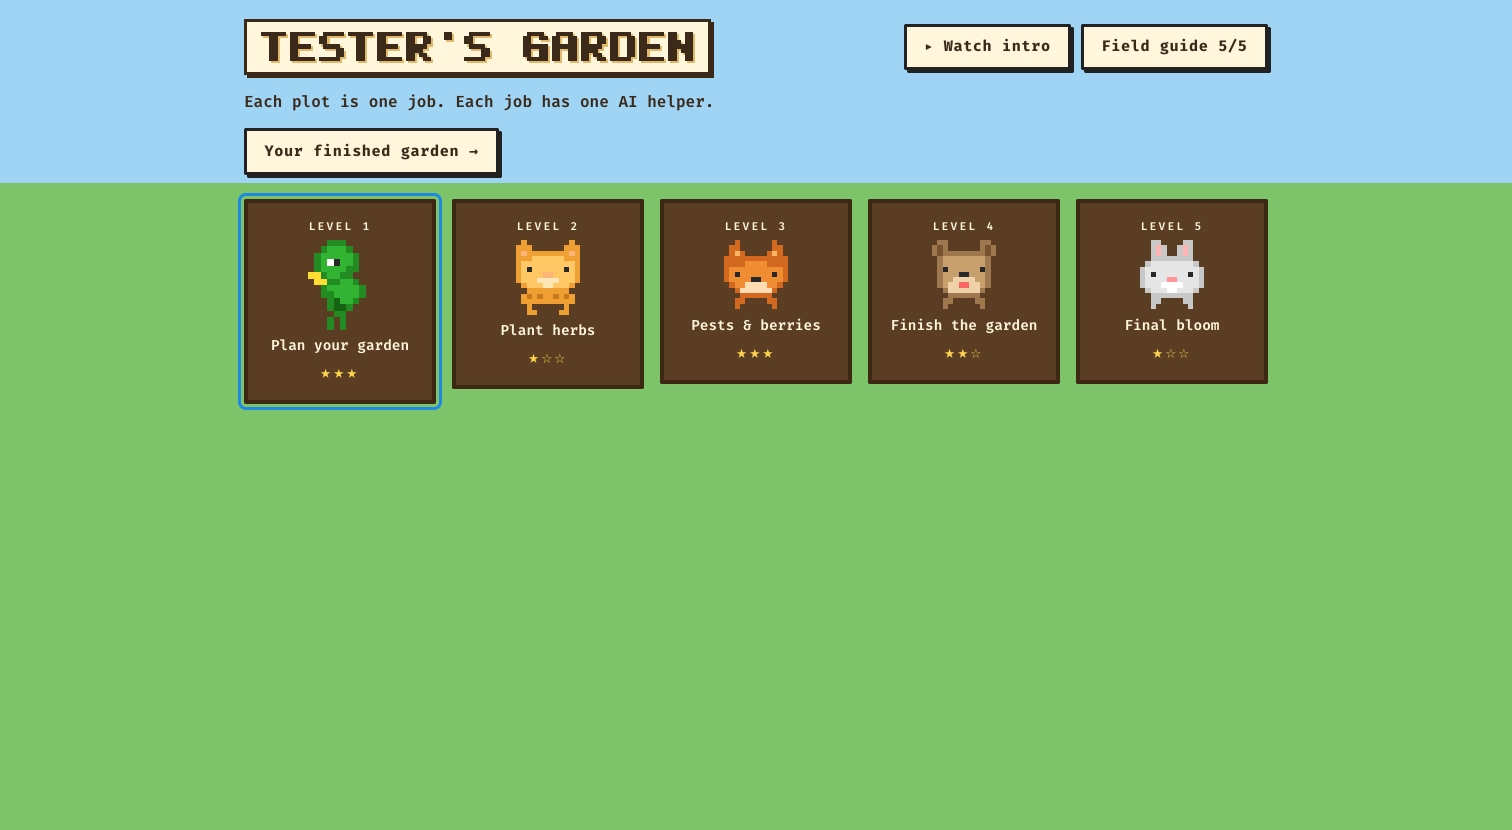 TESTER'S GARDEN
▸ Watch intro
Field guide 5/5
Each plot is one job. Each job has one AI helper.
Your finished garden →
LEVEL 1
Plan your garden
★★★
LEVEL 2
Plant herbs
★☆☆
LEVEL 3
Pests & berries
★★★
LEVEL 4
Finish the garden
★★☆
LEVEL 5
Final bloom
★☆☆